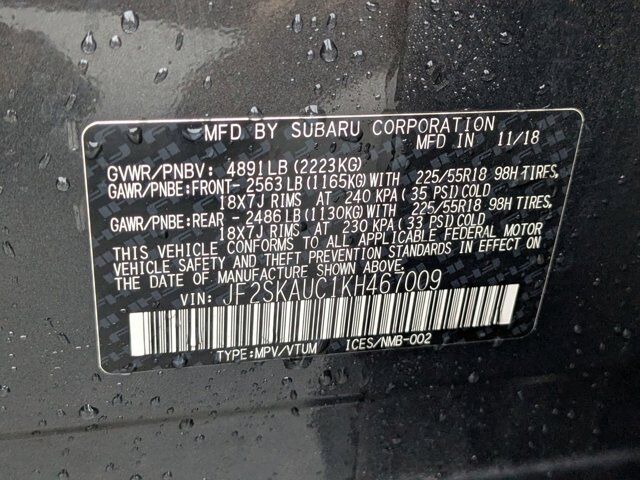 MFD BY SUBARU CORPORATION
MFD IN 11/18
GVWR/PNBV: 4891LB(2223KG)
GAWR/PNBE:FRONT-2563LB(1165KG)WITH 225/55R18 98H TIRES,
18X7J RIMS AT 240 KPA(35 PSI)COLD
GAWR/PNBE:REAR -2486LB(1130KG)WITH 225/55R18 98H TIRES,
18X7J RIMS AT 230 KPA(33 PSI)COLD
THIS VEHICLE CONFORMS TO ALL APPLICABLE FEDERAL MOTOR
VEHICLE SAFETY AND THEFT PREVENTION STANDARDS IN EFFECT ON
THE DATE OF MANUFACTURE SHOWN ABOVE.
VIN: JF2SKAUC1KH467009
TYPE:MPV/VTUM ICES/NMB-002